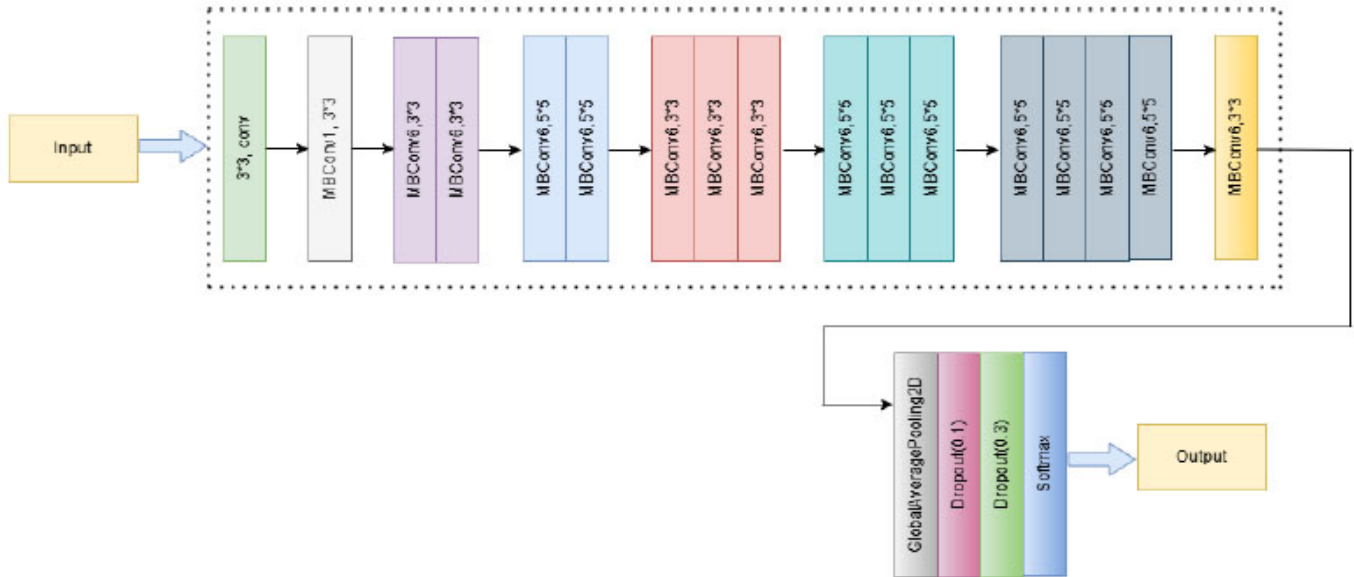 Input
3*3, conv
MBConv1, 3*3
MBConv6,3*3
MBConv6,3*3
MBConv6,5*5
MBConv6,5*5
MBConv6,3*3
MBConv6,3*3
MBConv6,3*3
MBConv6,5*5
MBConv6,5*5
MBConv6,5*5
MBConv6,5*5
MBConv6,5*5
MBConv6,5*5
MBConv6,5*5
MBConv6,3*3
GlobalAveragePooling2D
Dropout(0.1)
Dropout(0.3)
Softmax
Output